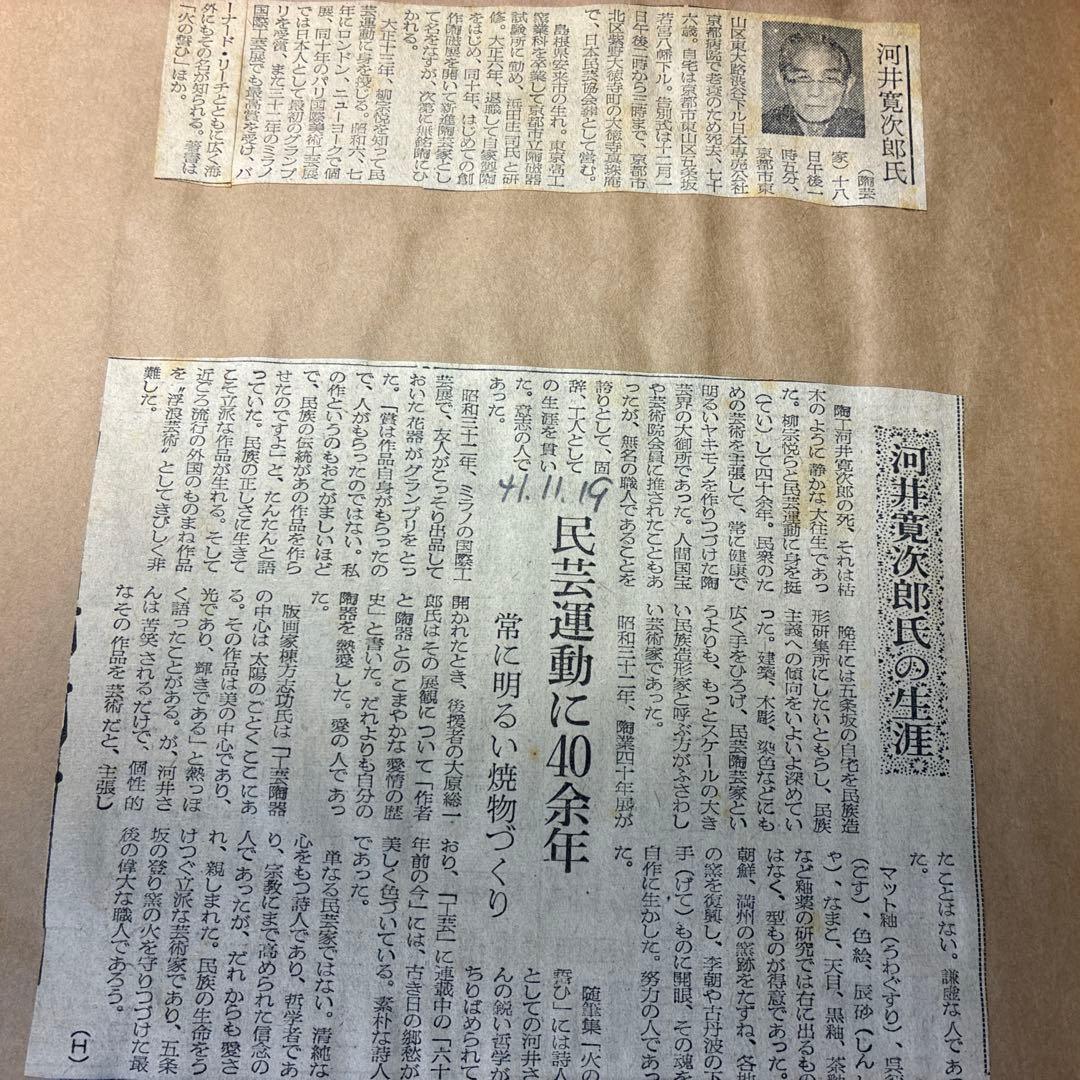 河井寛次郎氏
(陶芸
家)十八
日午後一
時五分、
京都市東
山区東大路渋谷下ル日本専売公社
京都病院で老衰のため死去、七十
六歳。自宅は京都市東山区五条坂
若宮八幡下ル。告別式は十二月一
日午後一時から三時まで、京都市
北区紫野大徳寺町の大徳寺真珠庵
で、日本民芸協会葬として営む。
島根県安来市の生れ。東京高工
窯業科を卒業して京都市立陶磁器
試験所に勤め、浜田庄司氏と研
修。大正六年、退職して自家製陶
をはじめ、同十年、はじめての創
作陶磁展を開いて新進陶芸家とし
て名をなすが、次第に無銘陶にひ
かれる。
大正十三年、柳宗悦を知って民
芸運動に身を投じる。昭和六、七
年にロンドン、ニューヨークで個
展、同十年のパリ国際美術工芸展
では日本人として最初のグランプ
リを受賞、また三十二年のミラノ
国際工芸展でも最高賞を受け、バ
ーナード・リーチとともに広く海
外にもその名が知られる。著書は
「火の誓ひ」ほか。
河井寛次郎氏の生涯
民芸運動に40余年
常に明るい焼物づくり
41.11.19
陶工河井寛次郎の死、それは枯
木のように静かな大往生であっ
た。柳宗悦らと民芸運動に身を挺
(てい)して四十余年。民衆のた
めの芸術を主張して、常に健康で
明るいヤキモノを作りつづけた陶
芸界の大御所であった。人間国宝
や芸術院会員に推されたこともあ
ったが、無名の職人であることを
誇りとして、固
辞、工人として
の生涯を貫い
た。意志の人で
あった。
昭和三十二年、ミラノの国際工
芸展で、友人がこっそり出品して
おいた花器がグランプリをとっ
た。「賞は作品自身がもらったの
で、人がもらったのではない。私
の作というのもおこがましいほど
で、民族の伝統があの作品を作ら
せたのですよ」と、たんたんと語
っていた。民族の正しさに生きて
こそ立派な作品が生れる。そして
近ごろ流行の外国のものまね作品
を〝浮浪芸術〟としてきびしく非
難した。
晩年には五条坂の自宅を民族造
形研集所にしたいともらし、民族
主義への傾向をいよいよ深めてい
った。建築、木彫、染色などにも
広く手をひろげ、民芸陶芸家とい
うよりも、もっとスケールの大き
い民族造形家と呼ぶ方がふさわし
い芸術家であった。
昭和三十二年、陶業四十年展が
開かれたとき、後援者の大原総一
郎氏はその展観について「作者
と陶器とのこまやかな愛情の歴
史」と書いた。だれよりも自分の
陶器を熱愛した。愛の人であっ
た。
版画家棟方志功氏は「工芸陶器
の中心は太陽のごとくここにあ
る。その作品は美の中心であり、
光であり、輝きである」と熱っぽ
く語ったことがある。が、河井さ
んは苦笑されるだけで、個性的
なその作品を芸術だと、主張し
たことはない。謙虚な人であ
た。
マット釉(うわぐすり)、呉谷
(こす)、色絵、辰砂(しん
ゃ)、なまこ、天目、黒釉、茶釉
など釉薬の研究では右に出るもの
はなく、型ものが得意であった。
朝鮮、満州の窯跡をたずね、各地
の窯を復興し、李朝や古丹波の下
手(げて)ものに開眼、その魂を
自作に生かした。努力の人であっ
た。
随筆集「火の
誓ひ」には詩人
としての河井さ
んの鋭い哲学が
ちりばめられて
おり、「工芸」に連載中の「六十
年前の今」には、古き日の郷愁が
美しく色づいている。素朴な詩人
であった。
単なる民芸家ではない。清純な
心をもつ詩人であり、哲学者であ
り、宗教にまで高められた信念の
人であったが、だれからも愛さ
れ、親しまれた。民族の生命をう
けつぐ立派な芸術家であり、五条
坂の登り窯の火を守りつづけた最
後の偉大な職人であろう。
(H)